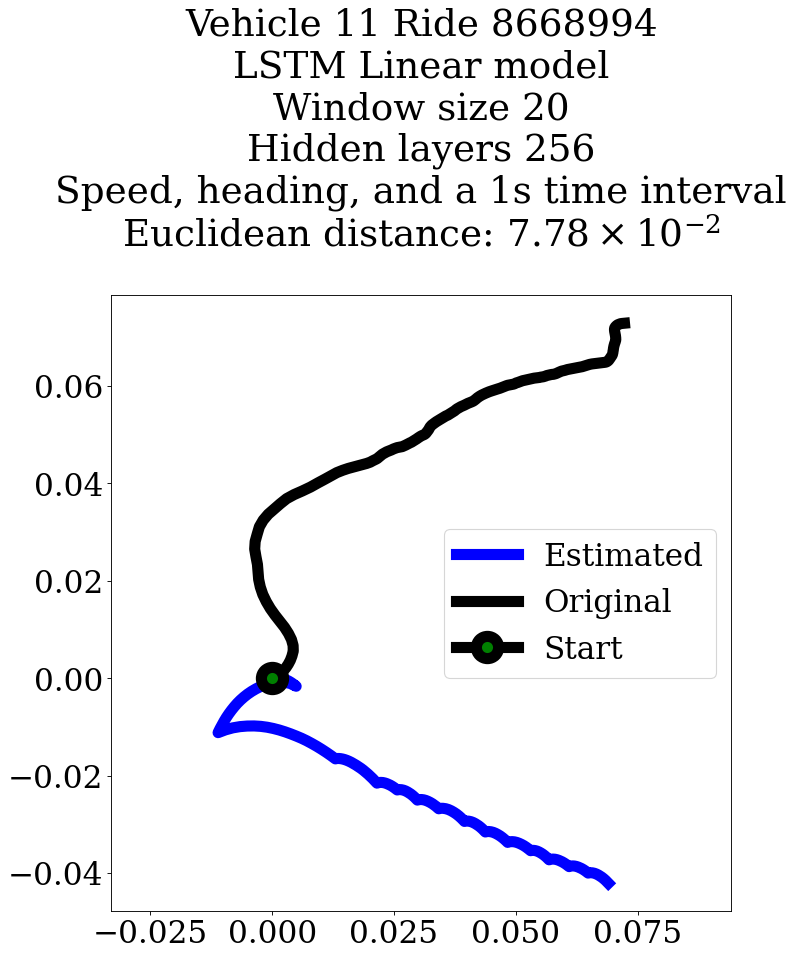 Vehicle 11 Ride 8668994
LSTM Linear model
Window size 20
Hidden layers 256
Speed, heading, and a 1s time interval
Euclidean distance: 7.78 × 10⁻²
0.06
0.04
0.02
0.00
−0.02
−0.04
Estimated
Original
Start
−0.025 0.000 0.025 0.050 0.075